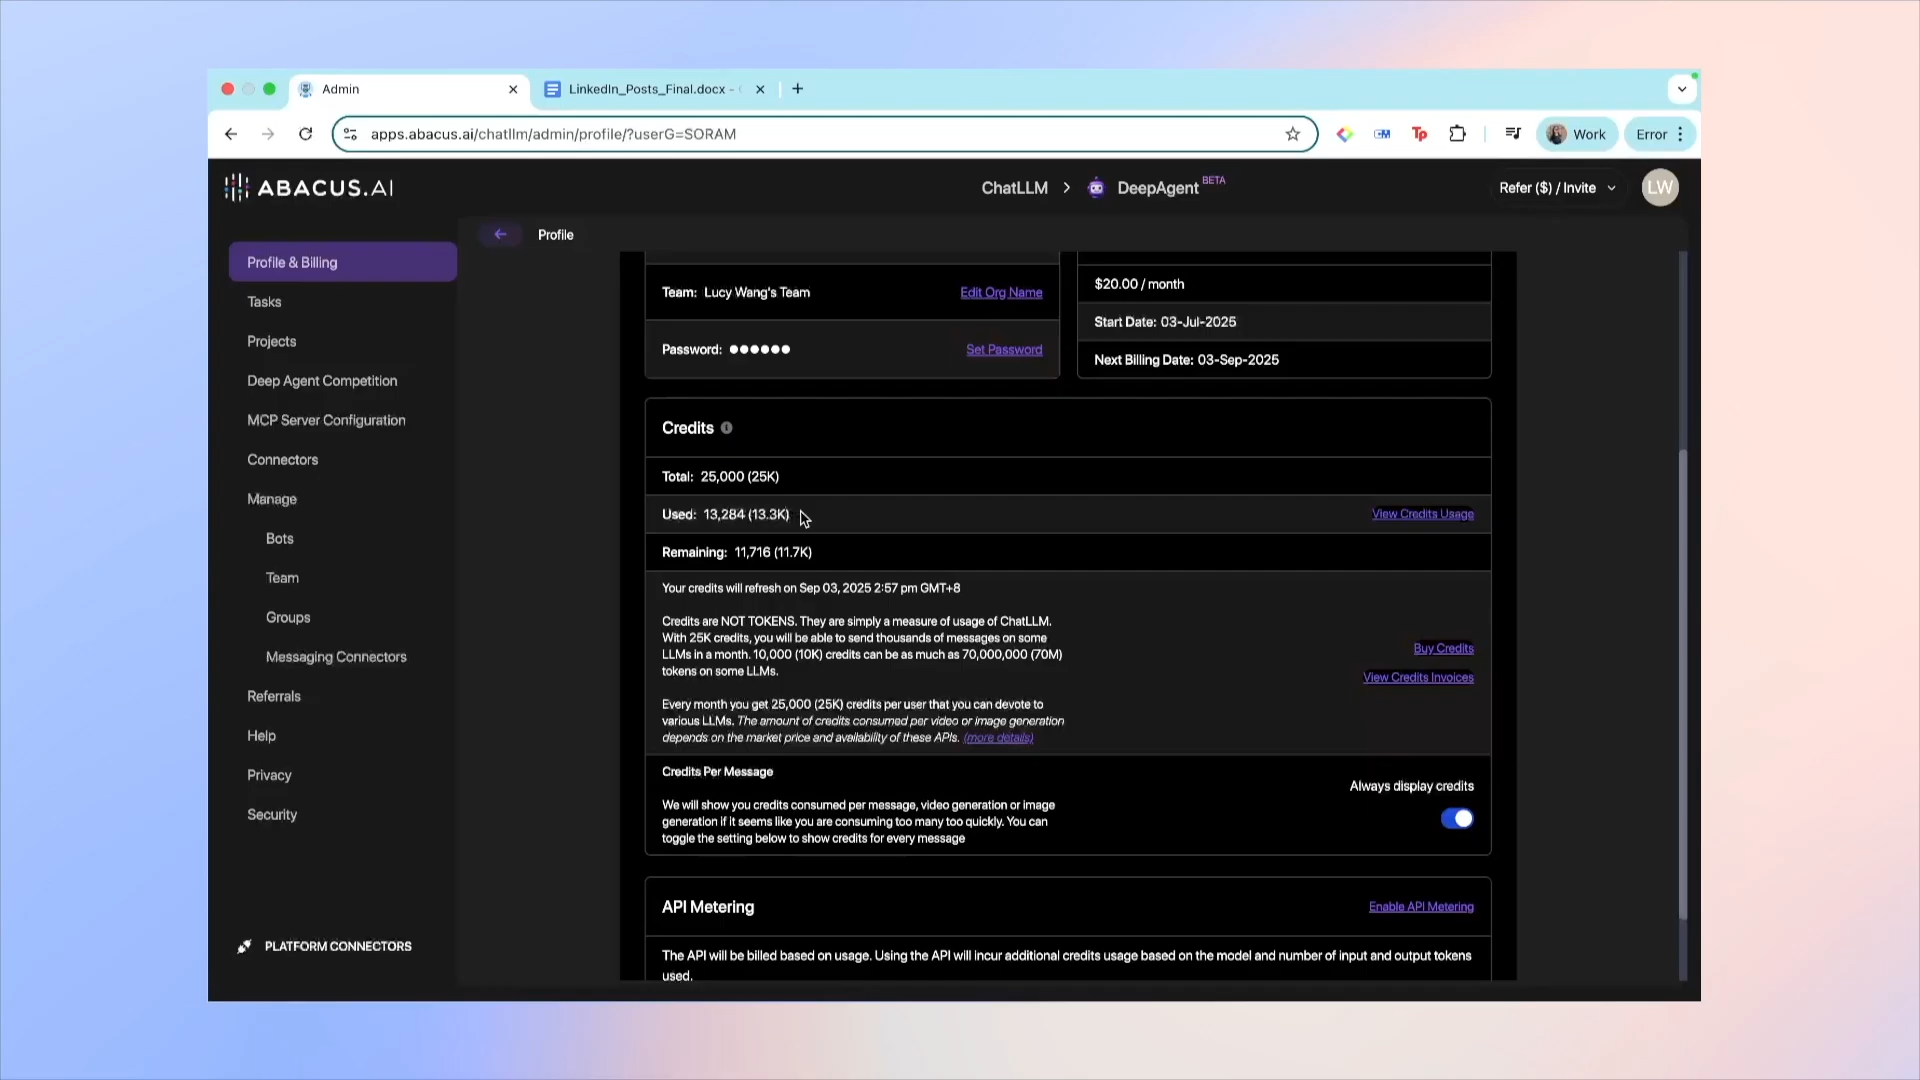 Admin
LinkedIn_Posts_Final.docx -
apps.abacus.ai/chatllm/admin/profile/?userG=SORAM
Work
Error
ABACUS.AI
ChatLLM > DeepAgent BETA
Refer ($) / Invite
LW
Profile
Profile & Billing
Tasks
Projects
Deep Agent Competition
MCP Server Configuration
Connectors
Manage
Bots
Team
Groups
Messaging Connectors
Referrals
Help
Privacy
Security
PLATFORM CONNECTORS
Team: Lucy Wang's Team
Edit Org Name
Password: ●●●●●●
Set Password
$20.00 / month
Start Date: 03-Jul-2025
Next Billing Date: 03-Sep-2025
Credits
Total: 25,000 (25K)
Used: 13,284 (13.3K)
View Credits Usage
Remaining: 11,716 (11.7K)
Your credits will refresh on Sep 03, 2025 2:57 pm GMT+8
Credits are NOT TOKENS. They are simply a measure of usage of ChatLLM.
With 25K credits, you will be able to send thousands of messages on some
LLMs in a month. 10,000 (10K) credits can be as much as 70,000,000 (70M)
tokens on some LLMs.
Buy Credits
View Credits Invoices
Every month you get 25,000 (25K) credits per user that you can devote to
various LLMs. The amount of credits consumed per video or image generation
depends on the market price and availability of these APIs. (more details)
Credits Per Message
Always display credits
We will show you credits consumed per message, video generation or image
generation if it seems like you are consuming too many too quickly. You can
toggle the setting below to show credits for every message
API Metering
Enable API Metering
The API will be billed based on usage. Using the API will incur additional credits usage based on the model and number of input and output tokens
used.